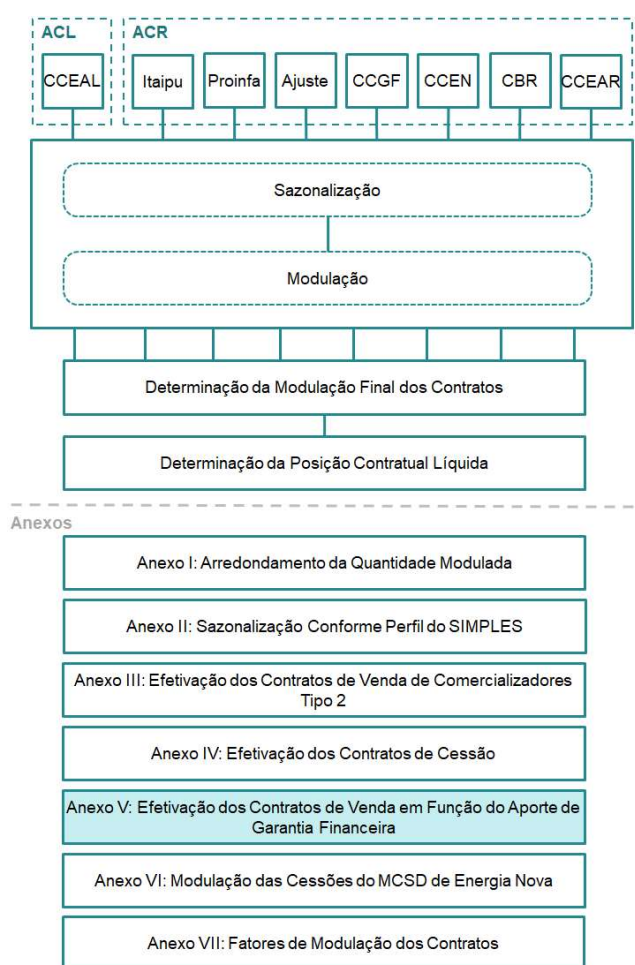 ACL
ACR
CCEAL
Itaipu
Proinfa
Ajuste
CCGF
CCEN
CBR
CCEAR
Sazonalização
Modulação
Determinação da Modulação Final dos Contratos
Determinação da Posição Contratual Líquida
Anexos
Anexo I: Arredondamento da Quantidade Modulada
Anexo II: Sazonalização Conforme Perfil do SIMPLES
Anexo III: Efetivação dos Contratos de Venda de Comercializadores
Tipo 2
Anexo IV: Efetivação dos Contratos de Cessão
Anexo V: Efetivação dos Contratos de Venda em Função do Aporte de
Garantia Financeira
Anexo VI: Modulação das Cessões do MCSD de Energia Nova
Anexo VII: Fatores de Modulação dos Contratos